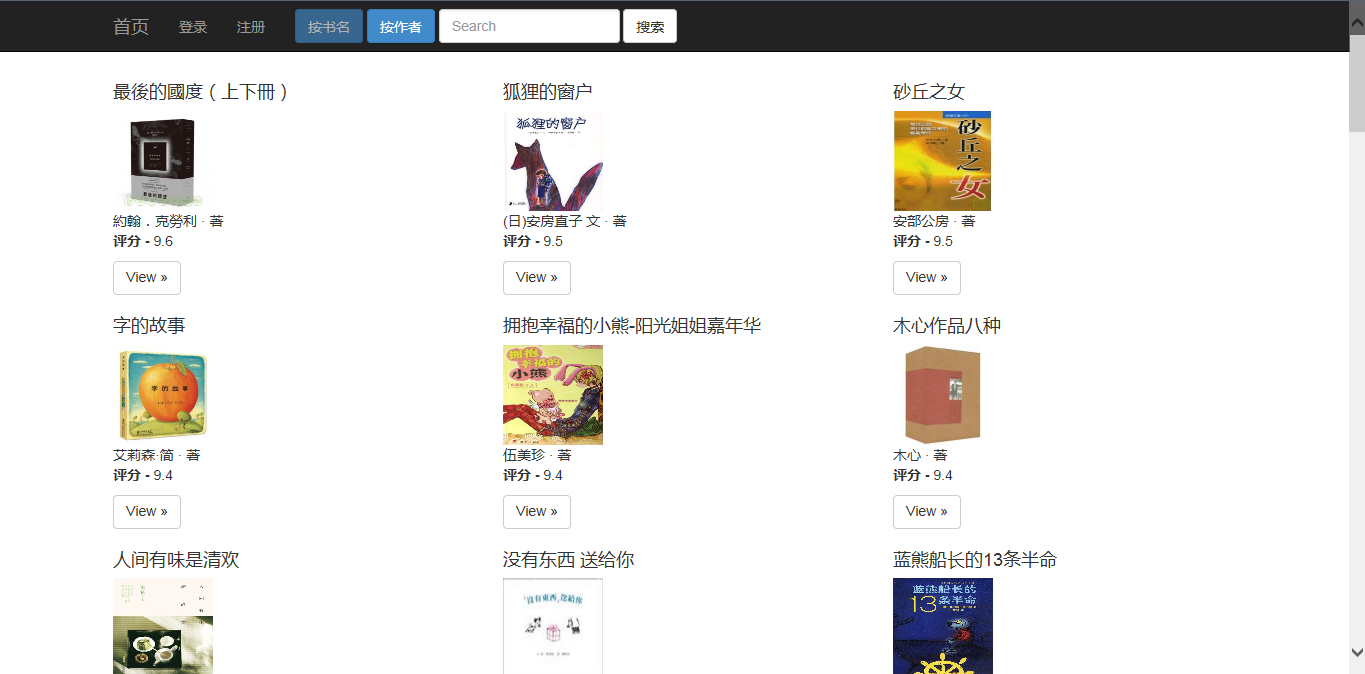 首页 登录 注册 按书名 按作者 Search 搜索
最後的國度（上下冊） 狐狸的窗户 砂丘之女
狐狸的窗户
砂丘之女
約翰．克勞利 · 著 (日)安房直子 文 · 著 安部公房 · 著
评分 - 9.6 评分 - 9.5 评分 - 9.5
View » View » View »
字的故事 拥抱幸福的小熊-阳光姐姐嘉年华 木心作品八种
字的故事
拥抱
幸福的
小熊
艾莉森·简 · 著 伍美珍 · 著 木心 · 著
评分 - 9.4 评分 - 9.4 评分 - 9.4
View » View » View »
人间有味是清欢 没有东西 送给你 蓝熊船长的13条半命
沒有東西,送給你
蓝熊船长的
13条半命